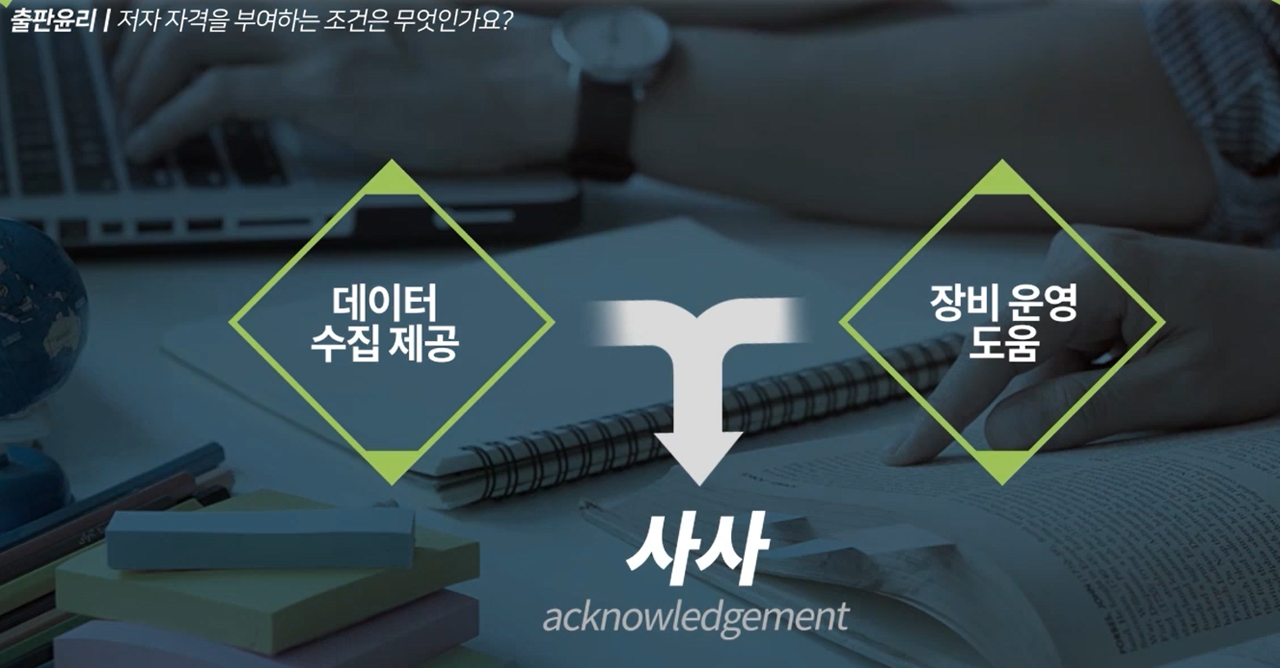 출판윤리 | 저자 자격을 부여하는 조건은 무엇인가요?
데이터
수집 제공
장비 운영
도움
사사
acknowledgement